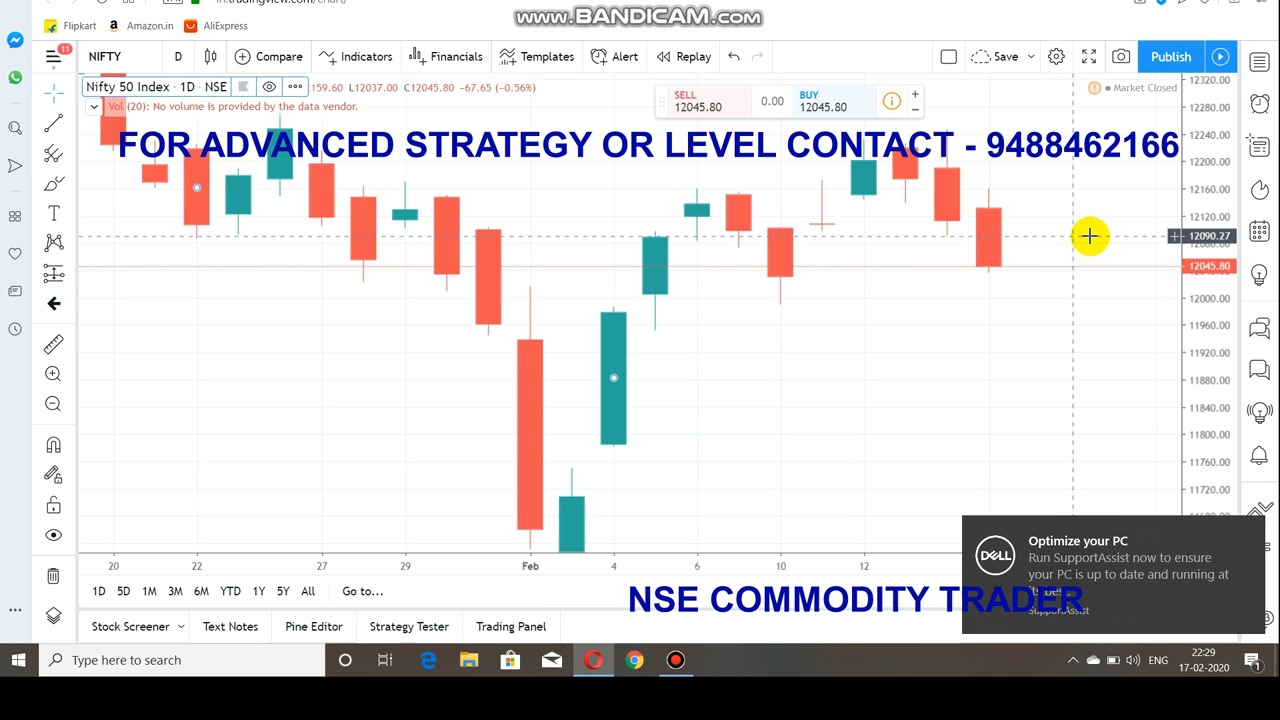 www.BANDICAM.com
Flipkart
Amazon.in
AliExpress
11
NIFTY
D
Compare
Indicators
Financials
Templates
Alert
Replay
Save
Publish
Nifty 50 Index · 1D · NSE
159.60 L12037.00 C12045.80 -67.65 (-0.56%)
Vol (20): No volume is provided by the data vendor.
SELL
12045.80
0.00
BUY
12045.80
Market Closed
FOR ADVANCED STRATEGY OR LEVEL CONTACT - 9488462166
12320.00
12280.00
12240.00
12200.00
12160.00
12120.00
12090.27
12045.80
12000.00
11960.00
11920.00
11880.00
11840.00
11800.00
11760.00
11720.00
20
22
27
29
Feb
4
6
10
12
1D
5D
1M
3M
6M
YTD
1Y
5Y
All
Go to...
NSE COMMODITY TRADER
DELL
Optimize your PC
Run SupportAssist now to ensure
your PC is up to date and running at
its bes..
SupportAssist
Stock Screener
Text Notes
Pine Editor
Strategy Tester
Trading Panel
Type here to search
ENG
22:29
17-02-2020
1